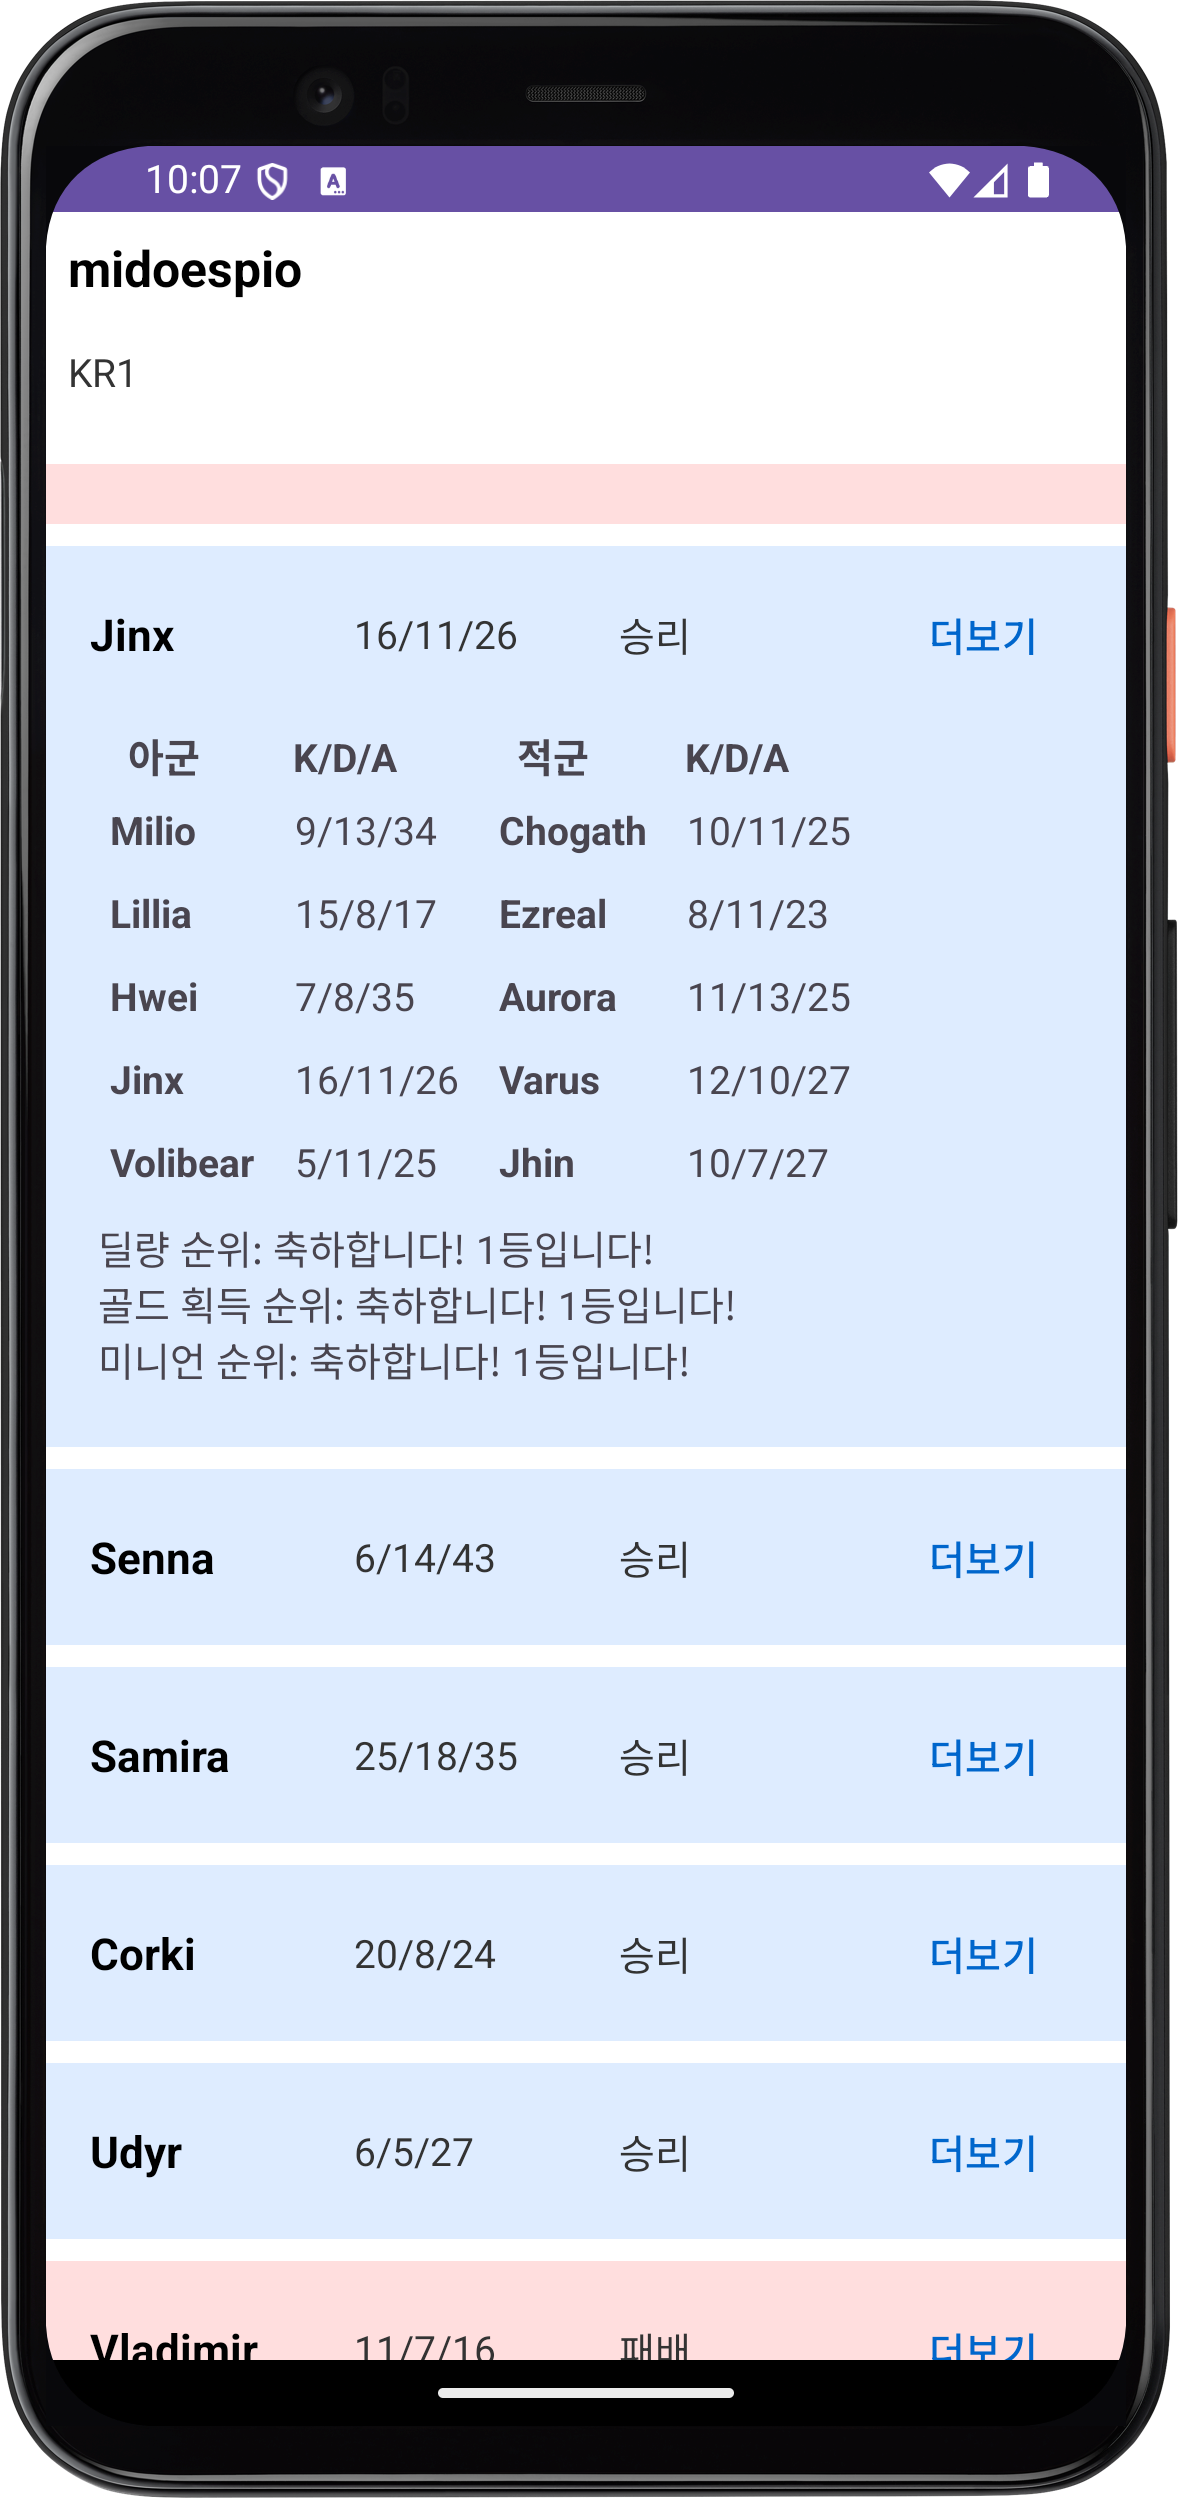 10:07
midoespio
KR1
Jinx 16/11/26 승리 더보기
아군 K/D/A 적군 K/D/A
Milio 9/13/34 Chogath 10/11/25
Lillia 15/8/17 Ezreal 8/11/23
Hwei 7/8/35 Aurora 11/13/25
Jinx 16/11/26 Varus 12/10/27
Volibear 5/11/25 Jhin 10/7/27
딜량 순위: 축하합니다! 1등입니다!
골드 획득 순위: 축하합니다! 1등입니다!
미니언 순위: 축하합니다! 1등입니다!
Senna 6/14/43 승리 더보기
Samira 25/18/35 승리 더보기
Corki 20/8/24 승리 더보기
Udyr 6/5/27 승리 더보기
Vladimir 11/7/16 패배 더보기